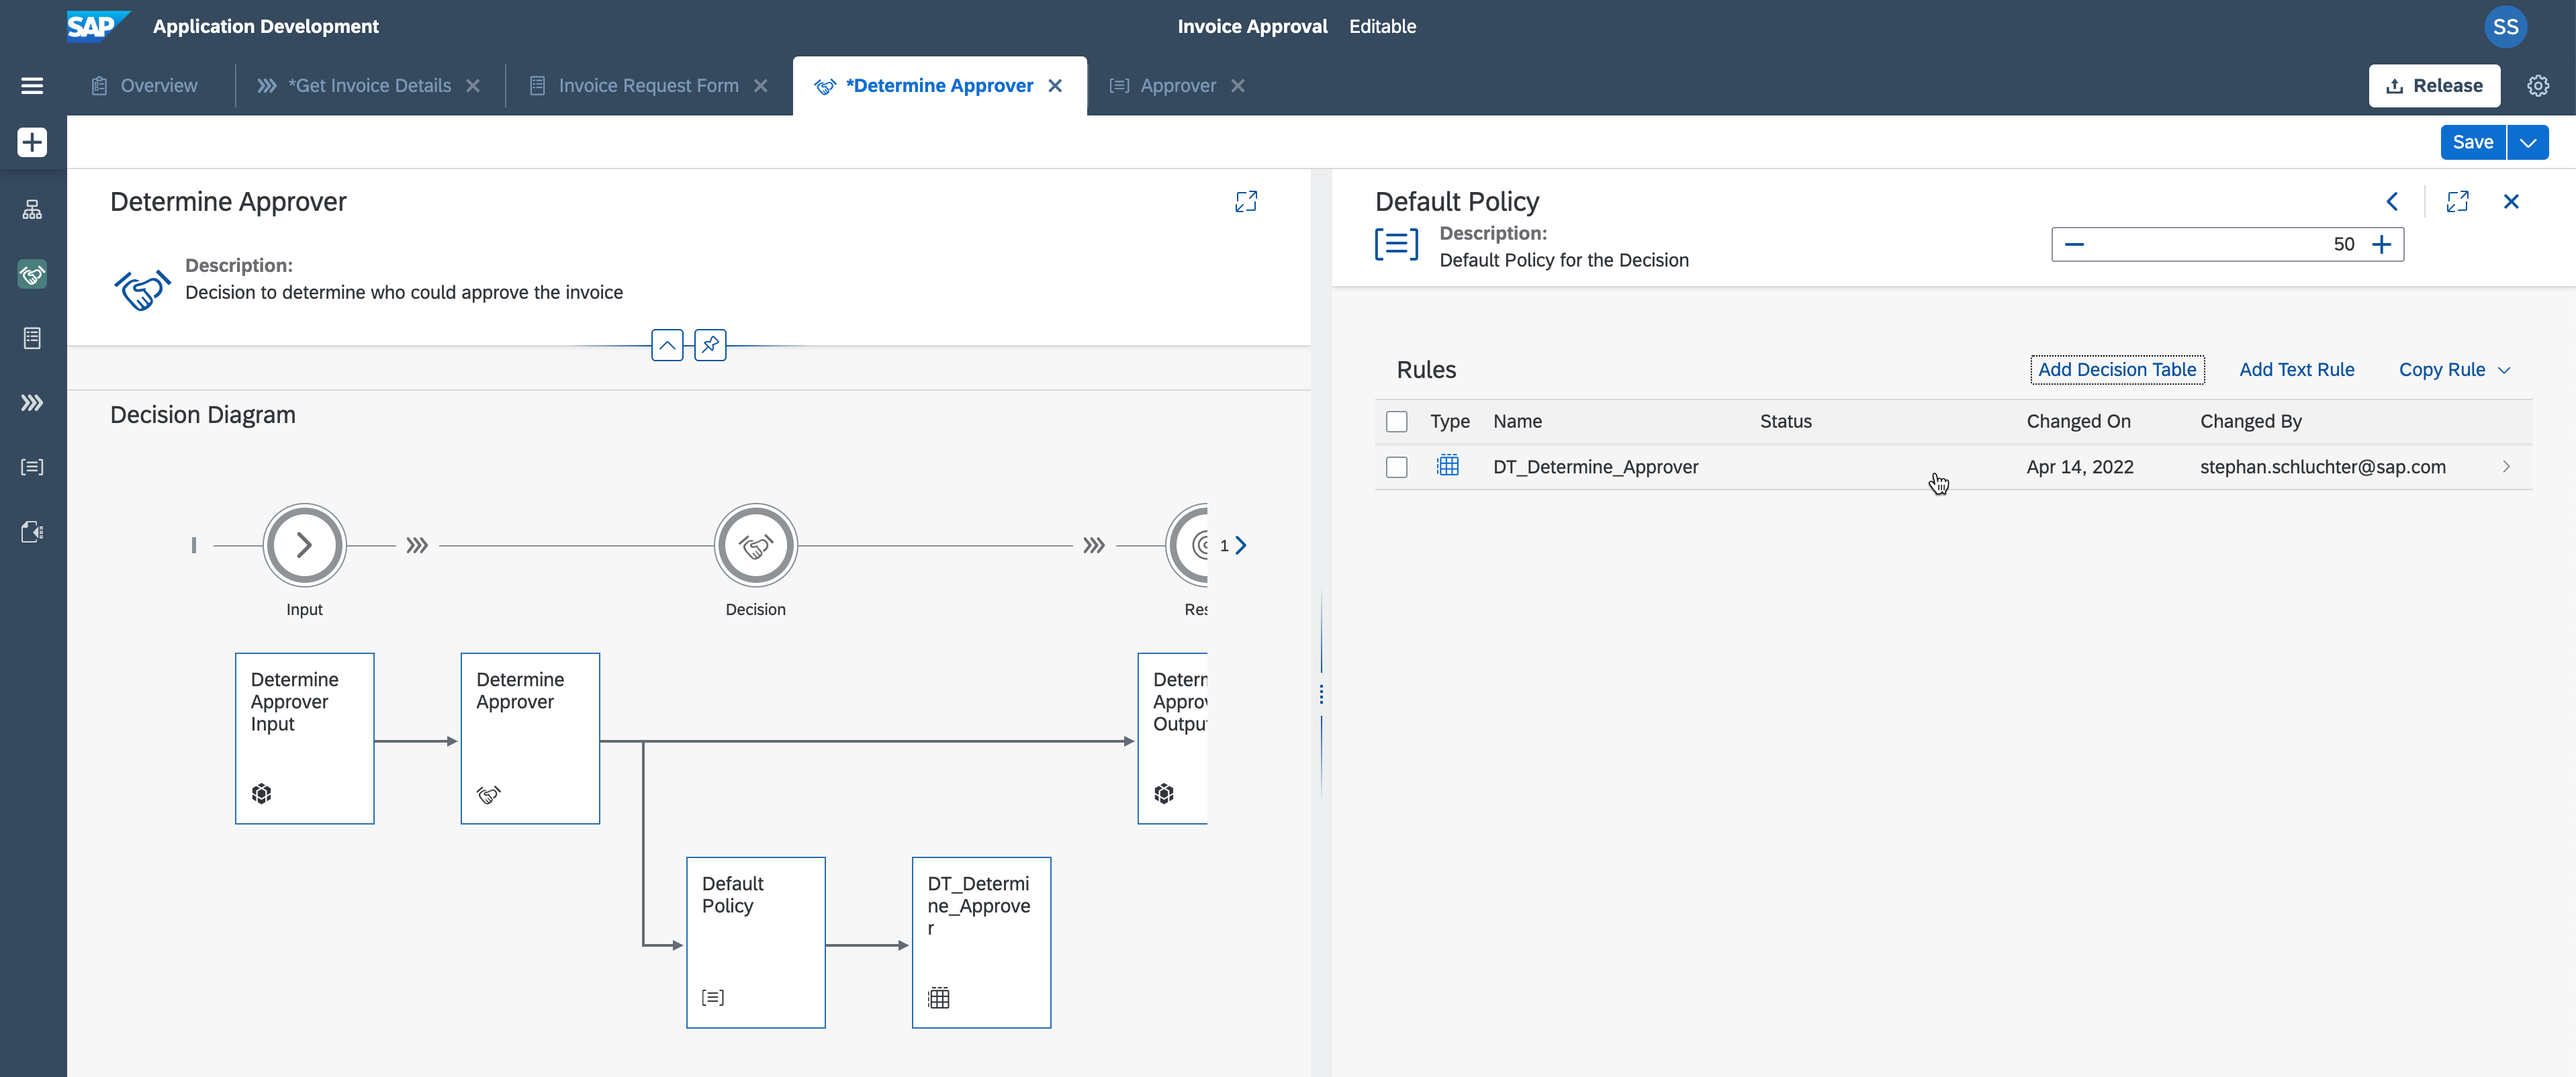 SAP Application Development
Invoice Approval Editable
SS
Overview
*Get Invoice Details
Invoice Request Form
*Determine Approver
Approver
Release
Save
Determine Approver
Description:
Decision to determine who could approve the invoice
Decision Diagram
Input
Decision
Res
1
Determine
Approver
Input
Determine
Approver
Determ
Approv
Output
Default
Policy
DT_Determi
ne_Approve
r
Default Policy
Description:
Default Policy for the Decision
50
Rules
Add Decision Table
Add Text Rule
Copy Rule
Type Name Status Changed On Changed By
DT_Determine_Approver Apr 14, 2022 stephan.schluchter@sap.com